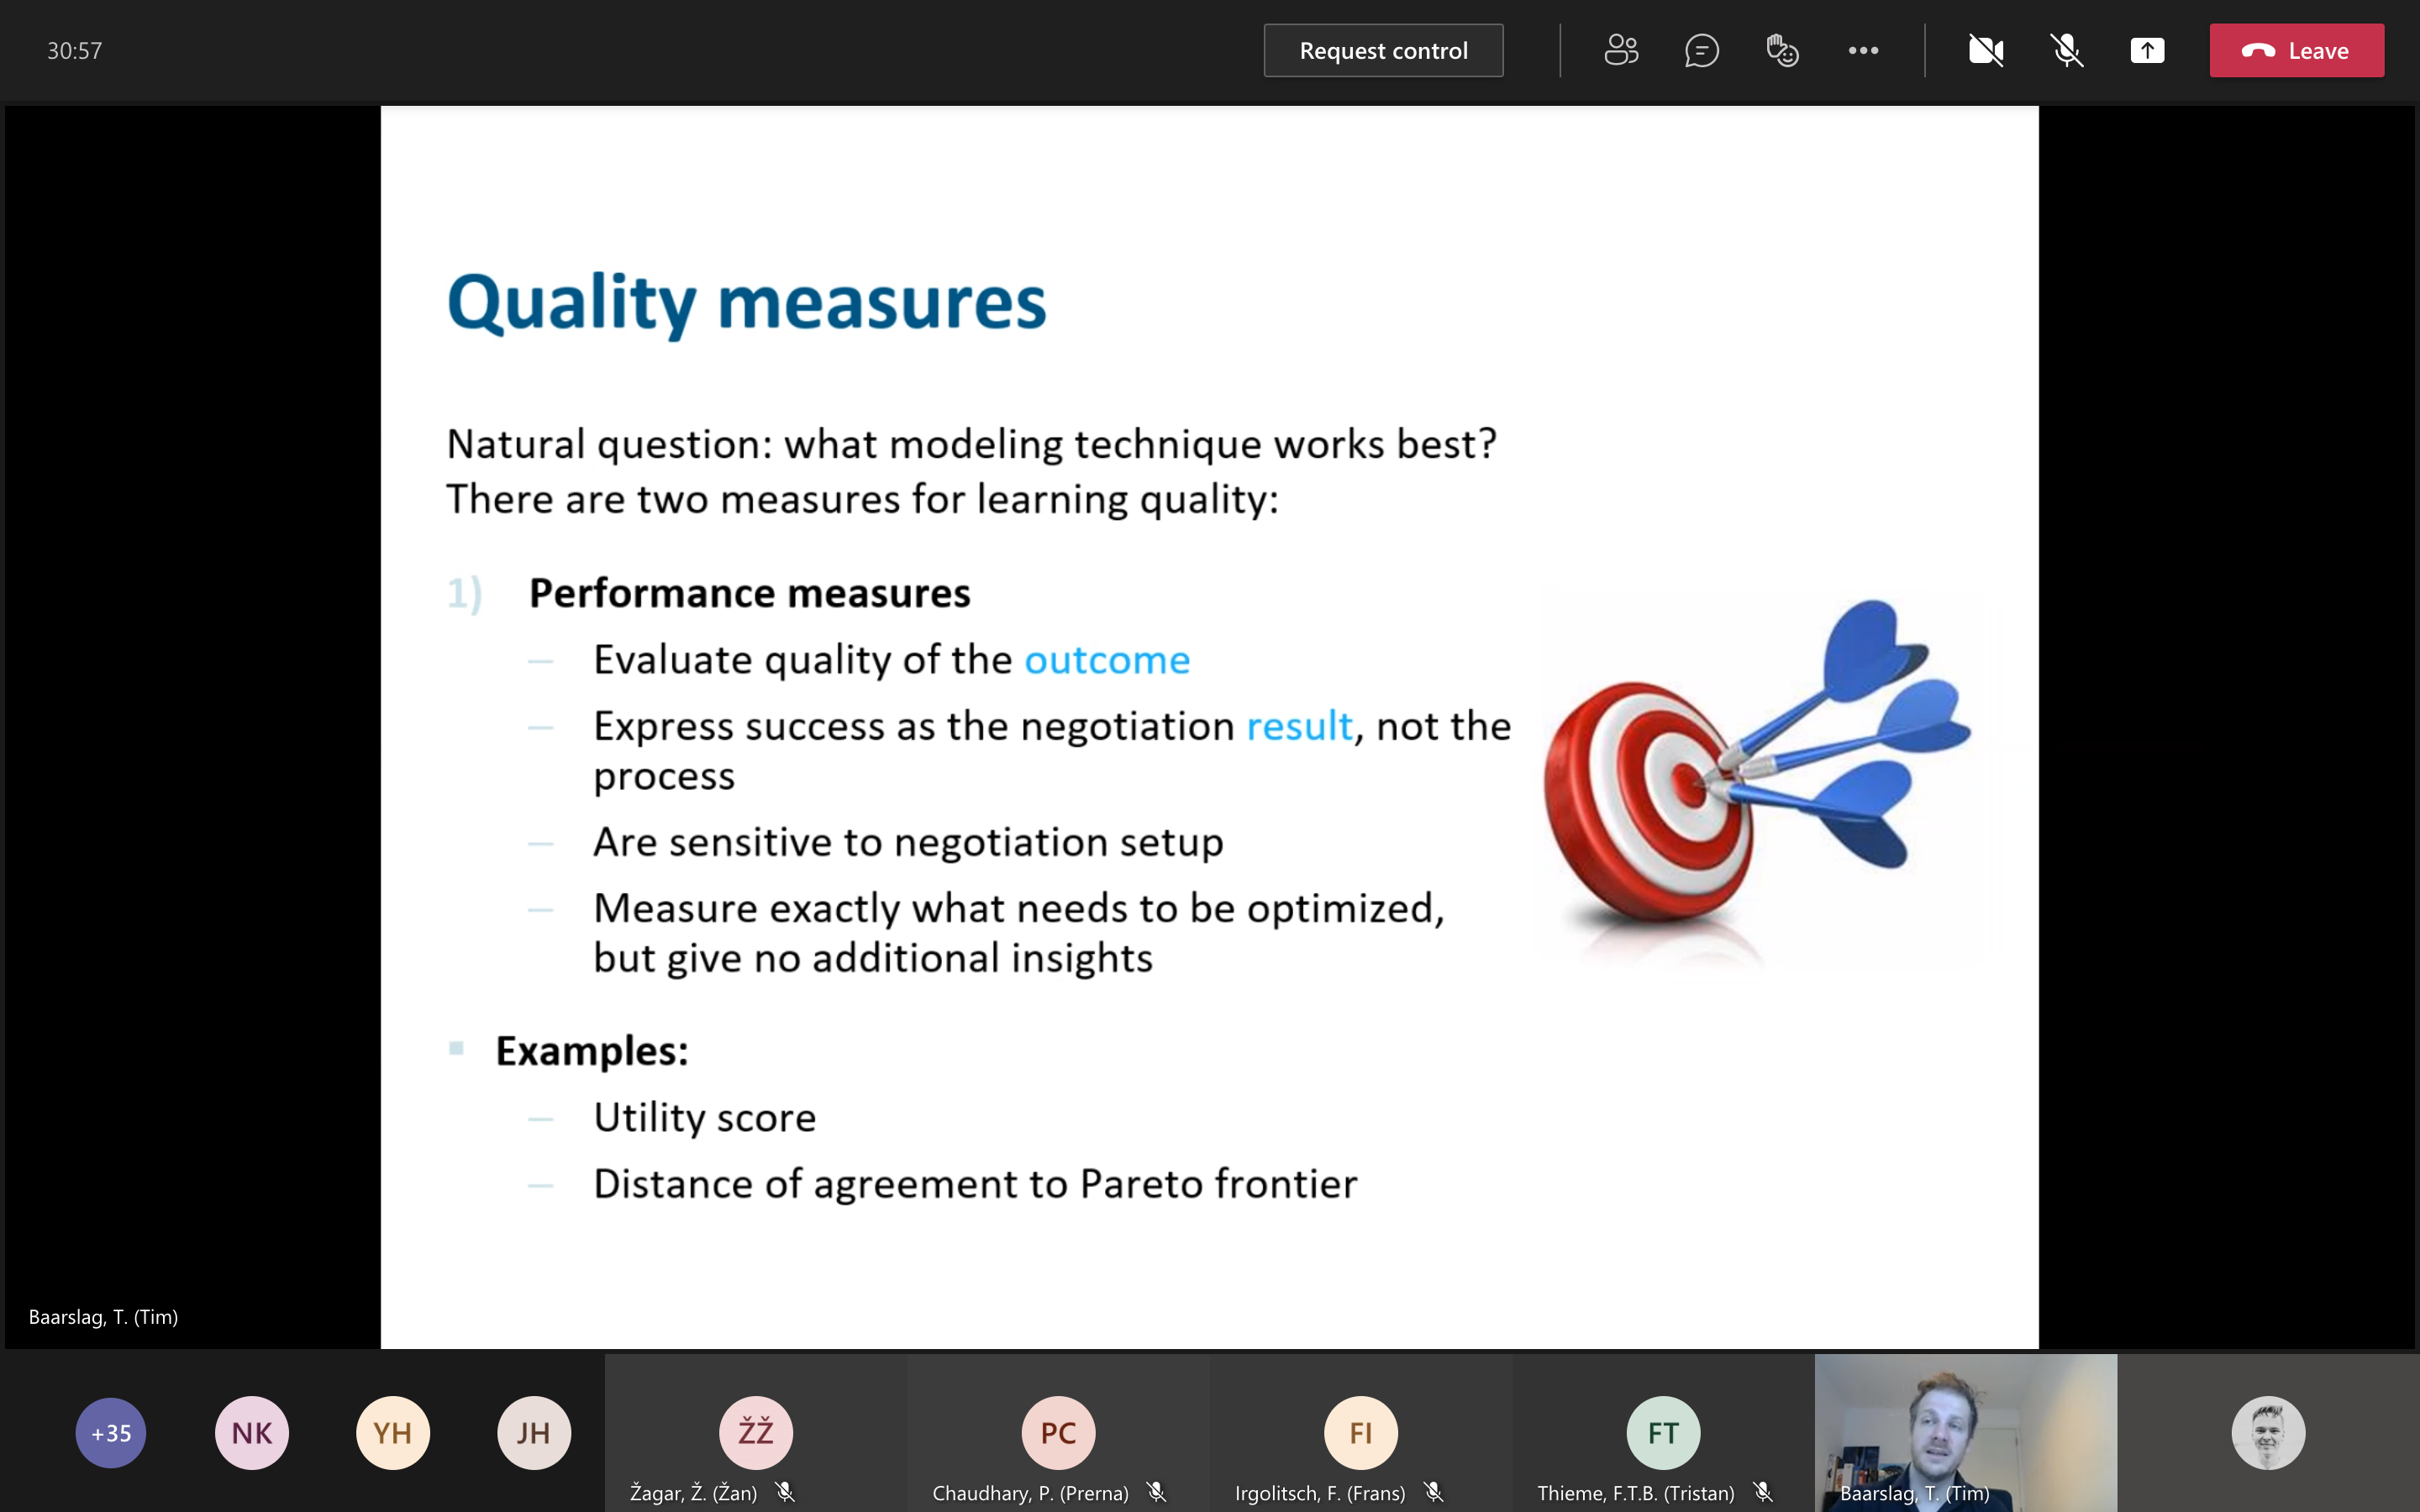 30:57
Request control
Leave
Quality measures
Natural question: what modeling technique works best?
There are two measures for learning quality:
1) Performance measures
– Evaluate quality of the outcome
– Express success as the negotiation result, not the
process
– Are sensitive to negotiation setup
– Measure exactly what needs to be optimized,
but give no additional insights
▪ Examples:
– Utility score
– Distance of agreement to Pareto frontier
Baarslag, T. (Tim)
+35
NK
YH
JH
ŽŽ
Žagar, Ž. (Žan)
PC
Chaudhary, P. (Prerna)
FI
Irgolitsch, F. (Frans)
FT
Thieme, F.T.B. (Tristan)
Baarslag, T. (Tim)